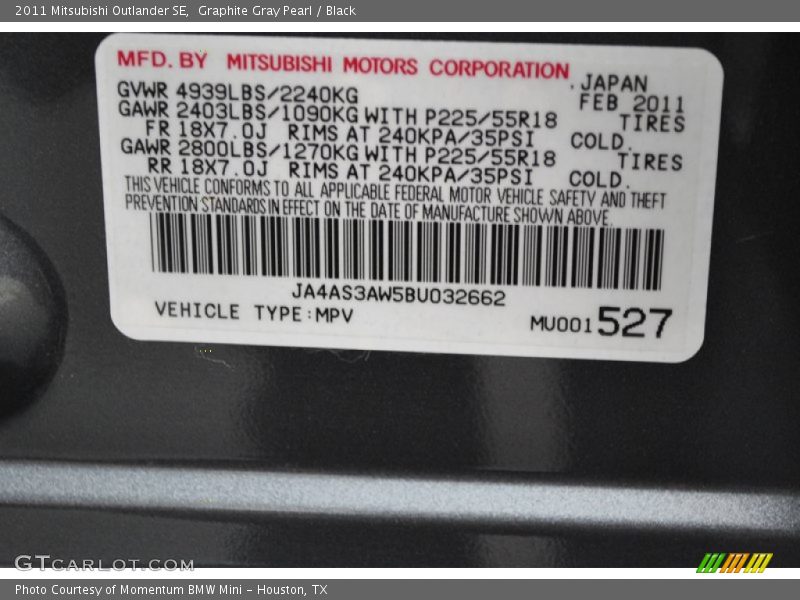 2011 Mitsubishi Outlander SE,  Graphite Gray Pearl / Black
MFD. BY MITSUBISHI MOTORS CORPORATION
, JAPAN
GVWR 4939LBS/2240KG FEB 2011
GAWR 2403LBS/1090KG WITH P225/55R18 TIRES
FR 18X7.0J RIMS AT 240KPA/35PSI COLD.
GAWR 2800LBS/1270KG WITH P225/55R18 TIRES
RR 18X7.0J RIMS AT 240KPA/35PSI COLD.
THIS VEHICLE CONFORMS TO ALL APPLICABLE FEDERAL MOTOR VEHICLE SAFETY AND THEFT
PREVENTION STANDARDS IN EFFECT ON THE DATE OF MANUFACTURE SHOWN ABOVE.
JA4AS3AW5BU032662
VEHICLE TYPE:MPV
MU001527
GTCARLOT.COM
Photo Courtesy of Momentum BMW Mini - Houston, TX